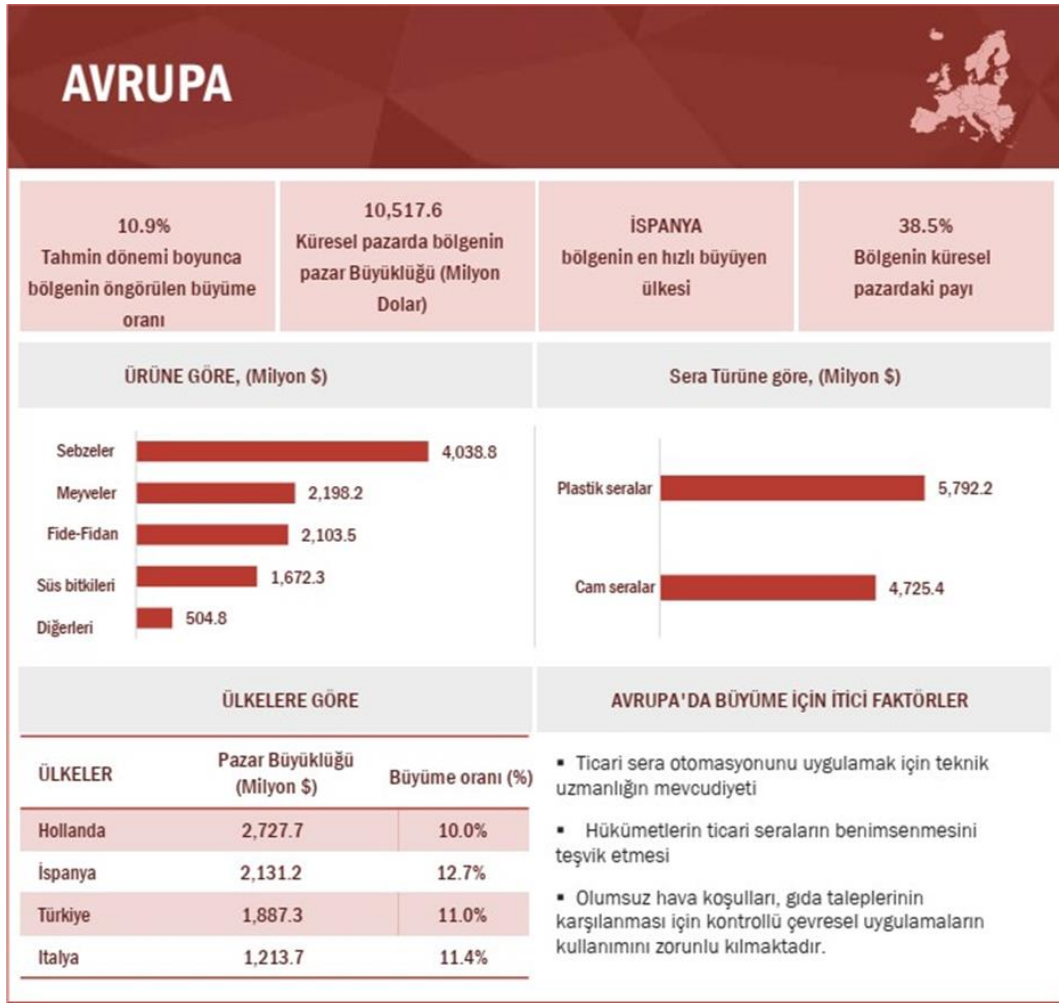 AVRUPA
10.9%
Tahmin dönemi boyunca
bölgenin öngörülen büyüme
oranı
10,517.6
Küresel pazarda bölgenin
pazar Büyüklüğü (Milyon
Dolar)
İSPANYA
bölgenin en hızlı büyüyen
ülkesi
38.5%
Bölgenin küresel
pazardaki payı
ÜRÜNE GÖRE, (Milyon $)
Sebzeler 4,038.8
Meyveler 2,198.2
Fide-Fidan 2,103.5
Süs bitkileri 1,672.3
Diğerleri 504.8
Sera Türüne göre, (Milyon $)
Plastik seralar 5,792.2
Cam seralar 4,725.4
ÜLKELERE GÖRE
ÜLKELER Pazar Büyüklüğü (Milyon $) Büyüme oranı (%)
Hollanda 2,727.7 10.0%
İspanya 2,131.2 12.7%
Türkiye 1,887.3 11.0%
Italya 1,213.7 11.4%
AVRUPA'DA BÜYÜME İÇİN İTİCİ FAKTÖRLER
▪ Ticari sera otomasyonunu uygulamak için teknik
uzmanlığın mevcudiyeti
▪ Hükümetlerin ticari seraların benimsenmesini
teşvik etmesi
▪ Olumsuz hava koşulları, gıda taleplerinin
karşılanması için kontrollü çevresel uygulamaların
kullanımını zorunlu kılmaktadır.